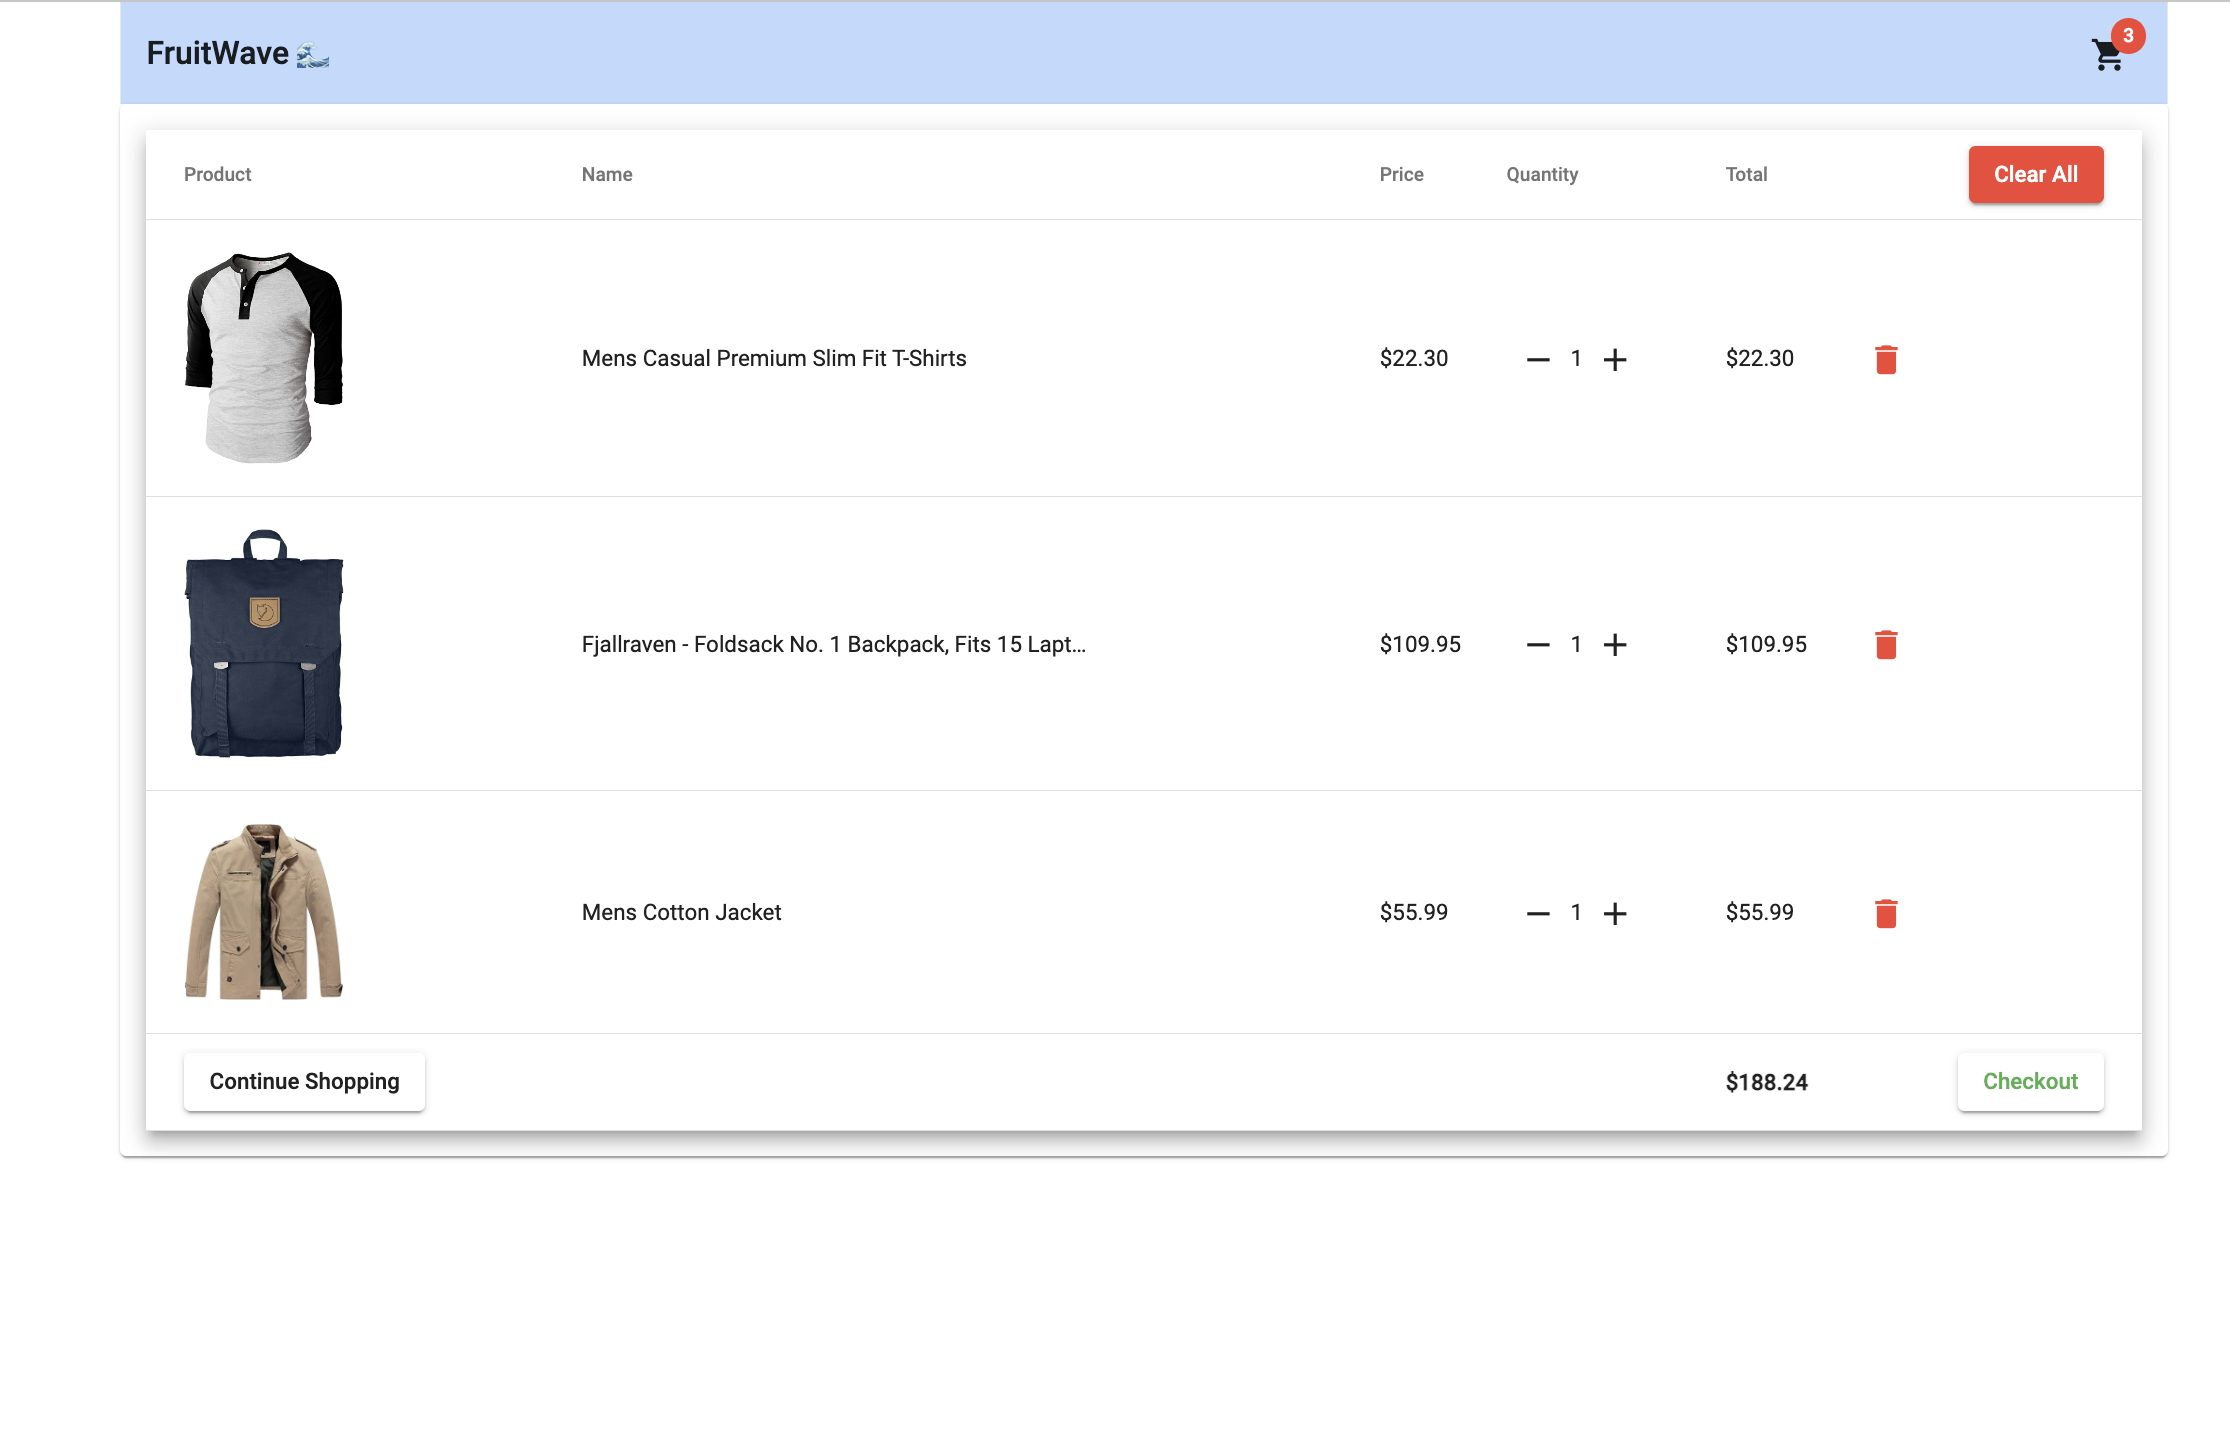 FruitWave 🌊
3
Product Name Price Quantity Total Clear All
Mens Casual Premium Slim Fit T-Shirts $22.30 1 $22.30
Fjallraven - Foldsack No. 1 Backpack, Fits 15 Lapt... $109.95 1 $109.95
Mens Cotton Jacket $55.99 1 $55.99
Continue Shopping $188.24 Checkout